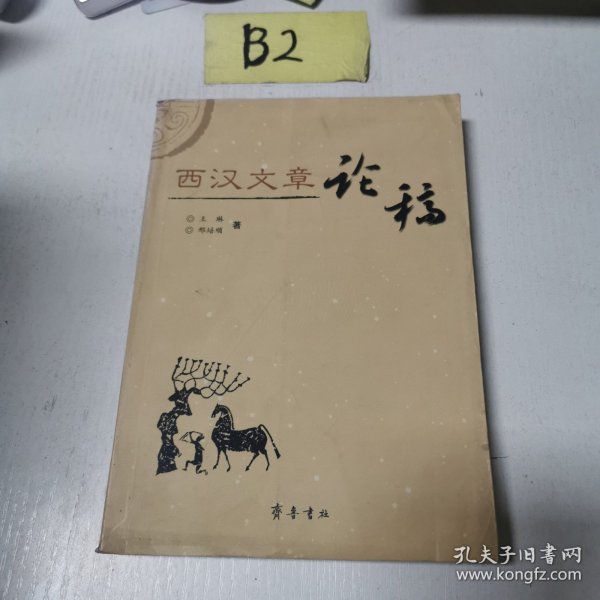 B2
西汉文章论稿
◎ 王琳
◎ 邢培顺 著
齐鲁书社
孔夫子旧書网
www.kongfz.com